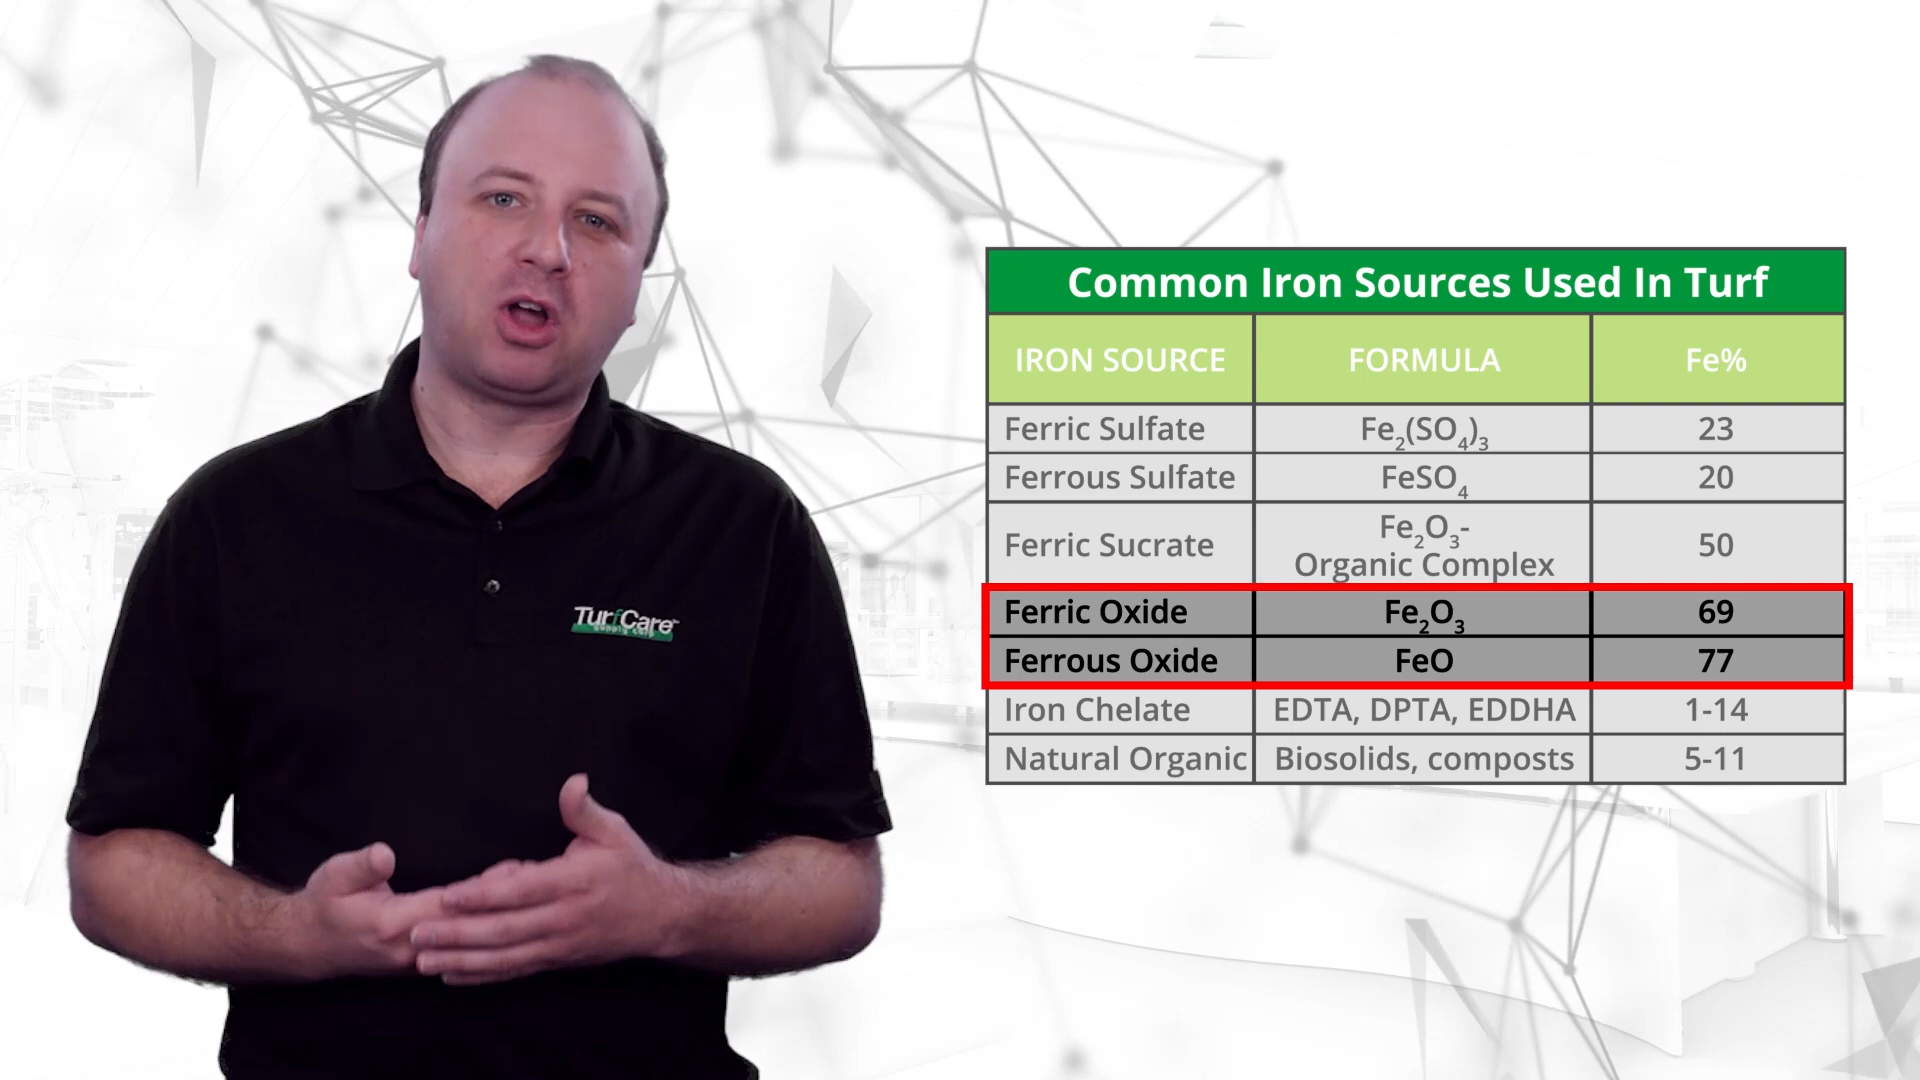 Common Iron Sources Used In Turf
IRON SOURCE FORMULA Fe%
Ferric Sulfate Fe₂(SO₄)₃ 23
Ferrous Sulfate FeSO₄ 20
Ferric Sucrate Fe₂O₃- Organic Complex 50
Ferric Oxide Fe₂O₃ 69
Ferrous Oxide FeO 77
Iron Chelate EDTA, DPTA, EDDHA 1-14
Natural Organic Biosolids, composts 5-11
TurfCare
supply corp